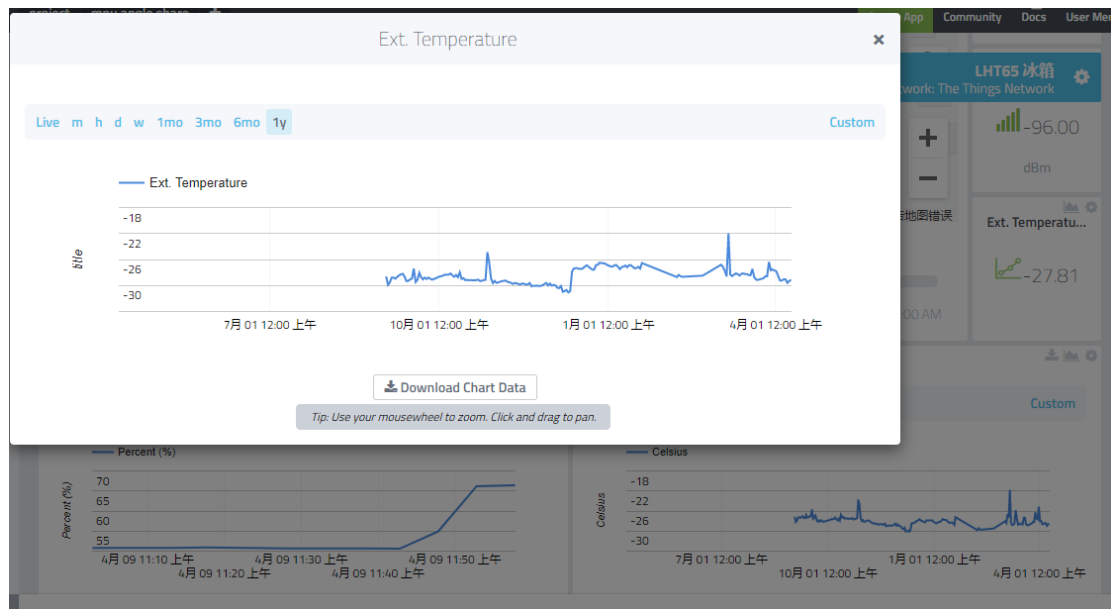 project mpu angle share +
App Community Docs User Me
Ext. Temperature ×
LHT65 冰箱
work: The Things Network
Live m h d w 1mo 3mo 6mo 1y Custom
-96.00
dBm
Ext. Temperature
地图错误
Ext. Temperatu...
-27.81
title
-18
-22
-26
-30
:00 AM
7月 01 12:00 上午 10月 01 12:00 上午 1月 01 12:00 上午 4月 01 12:00 上午
Download Chart Data
Tip: Use your mousewheel to zoom. Click and drag to pan.
Custom
Percent (%)
Percent (%)
70
65
60
55
4月 09 11:10 上午 4月 09 11:30 上午 4月 09 11:50 上午
4月 09 11:20 上午 4月 09 11:40 上午
Celsius
Celsius
-18
-22
-26
-30
7月 01 12:00 上午 1月 01 12:00 上午
10月 01 12:00 上午 4月 01 12:00 上午